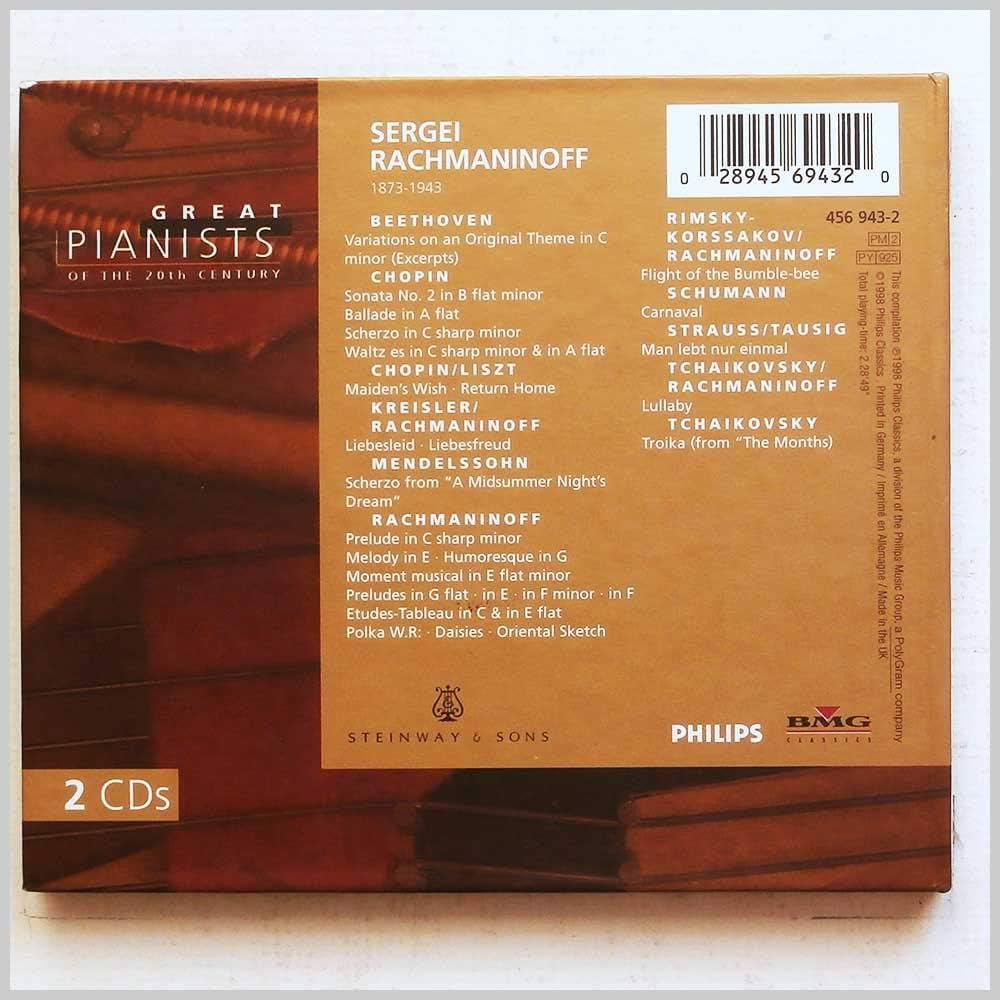 GREAT
PIANISTS
OF THE 20th CENTURY
SERGEI
RACHMANINOFF
1873-1943
BEETHOVEN
Variations on an Original Theme in C
minor (Excerpts)
CHOPIN
Sonata No. 2 in B flat minor
Ballade in A flat
Scherzo in C sharp minor
Waltz es in C sharp minor & in A flat
CHOPIN/LISZT
Maiden's Wish · Return Home
KREISLER/
RACHMANINOFF
Liebesleid · Liebesfreud
MENDELSSOHN
Scherzo from "A Midsummer Night's
Dream"
RACHMANINOFF
Prelude in C sharp minor
Melody in E · Humoresque in G
Moment musical in E flat minor
Preludes in G flat · in E · in F minor · in F
Etudes-Tableau in C & in E flat
Polka W.R: · Daisies · Oriental Sketch
0 28945 69432 0
456 943-2
PM 2
PY 925
RIMSKY-
KORSSAKOV/
RACHMANINOFF
Flight of the Bumble-bee
SCHUMANN
Carnaval
STRAUSS/TAUSIG
Man lebt nur einmal
TCHAIKOVSKY/
RACHMANINOFF
Lullaby
TCHAIKOVSKY
Troika (from "The Months)
This compilation ℗1998 Philips Classics, a division of the Philips Music Group, a PolyGram company
©1998 Philips Classics . Printed in Germany / Imprimé en Allemagne / Made in the UK
Total playing-time: 2.28'49"
STEINWAY & SONS
PHILIPS
BMG
CLASSICS
2 CDs